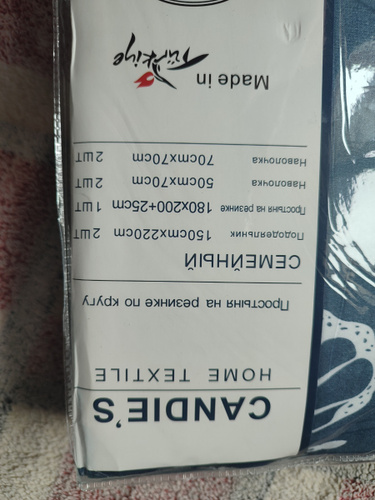 CANDIE'S
HOME TEXTILE
Простыня на резинке по кругу
СЕМЕЙНЫЙ
Пододеяльник 150cmx220cm 2шт
Простыня на резинке 180x200+25cm 1шт
Наволочка 50cmx70cm 2шт
Наволочка 70cmx70cm 2шт
Made in Türkiye